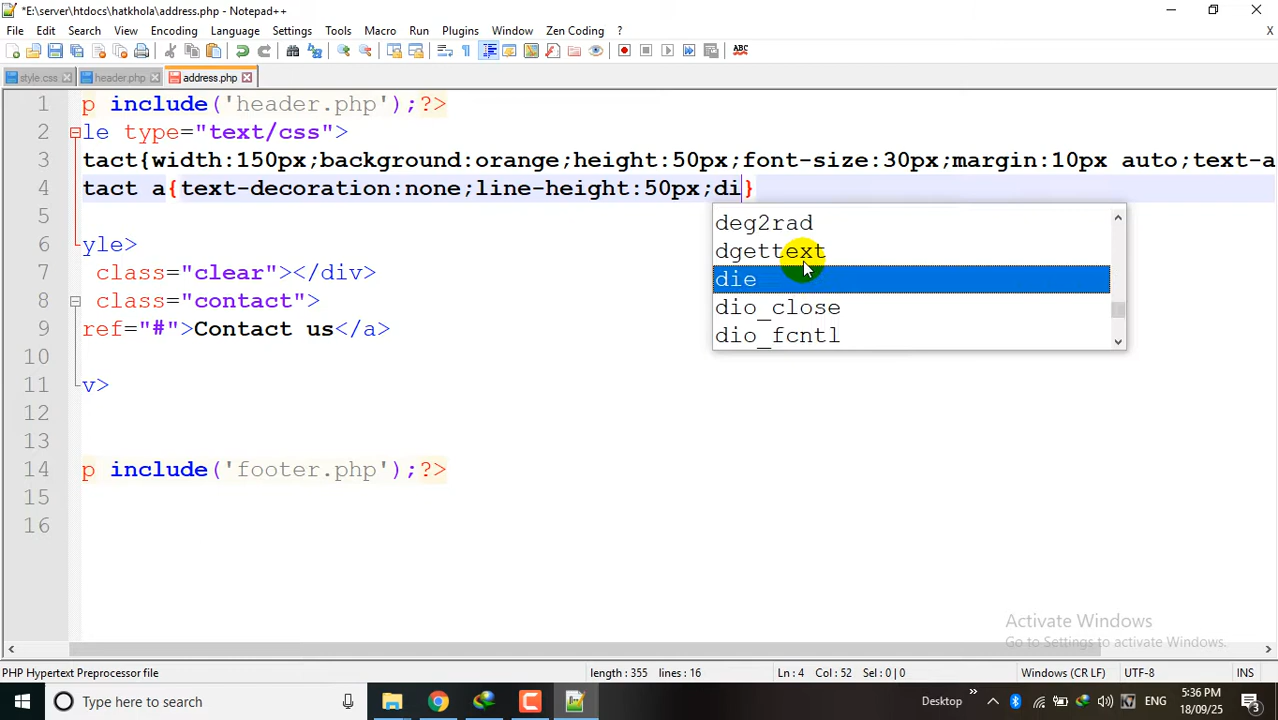 *E:\server\htdocs\hatkhola\address.php - Notepad++
File Edit Search View Encoding Language Settings Tools Macro Run Plugins Window Zen Coding ? X
ABC
style.css header.php address.php
1 p include('header.php');?>
2 le type="text/css">
3 tact{width:150px;background:orange;height:50px;font-size:30px;margin:10px auto;text-a
4 tact a{text-decoration:none;line-height:50px;di}
5
6 yle>
7 class="clear"></div>
8 class="contact">
9 ref="#">Contact us</a>
10
11 v>
12
13
14 p include('footer.php');?>
15
16
deg2rad
dgettext
die
dio_close
dio_fcntl
Activate Windows
Go to Settings to activate Windows.
PHP Hypertext Preprocessor file length : 355 lines : 16 Ln : 4 Col : 52 Sel : 0 | 0 Windows (CR LF) UTF-8 INS
Type here to search Desktop ENG 5:36 PM 18/09/25 3